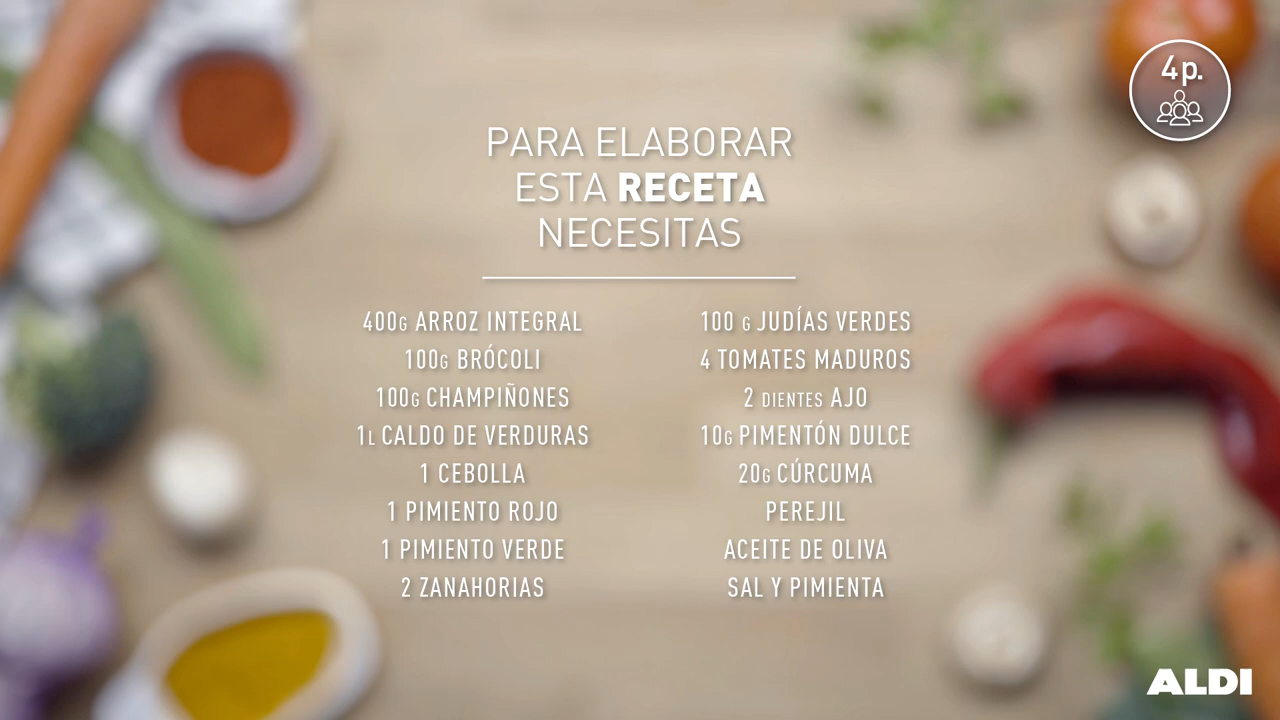 4 p.
PARA ELABORAR
ESTA RECETA
NECESITAS
400G ARROZ INTEGRAL
100G BRÓCOLI
100G CHAMPIÑONES
1L CALDO DE VERDURAS
1 CEBOLLA
1 PIMIENTO ROJO
1 PIMIENTO VERDE
2 ZANAHORIAS
100 G JUDÍAS VERDES
4 TOMATES MADUROS
2 DIENTES AJO
10G PIMENTÓN DULCE
20G CÚRCUMA
PEREJIL
ACEITE DE OLIVA
SAL Y PIMIENTA
ALDI